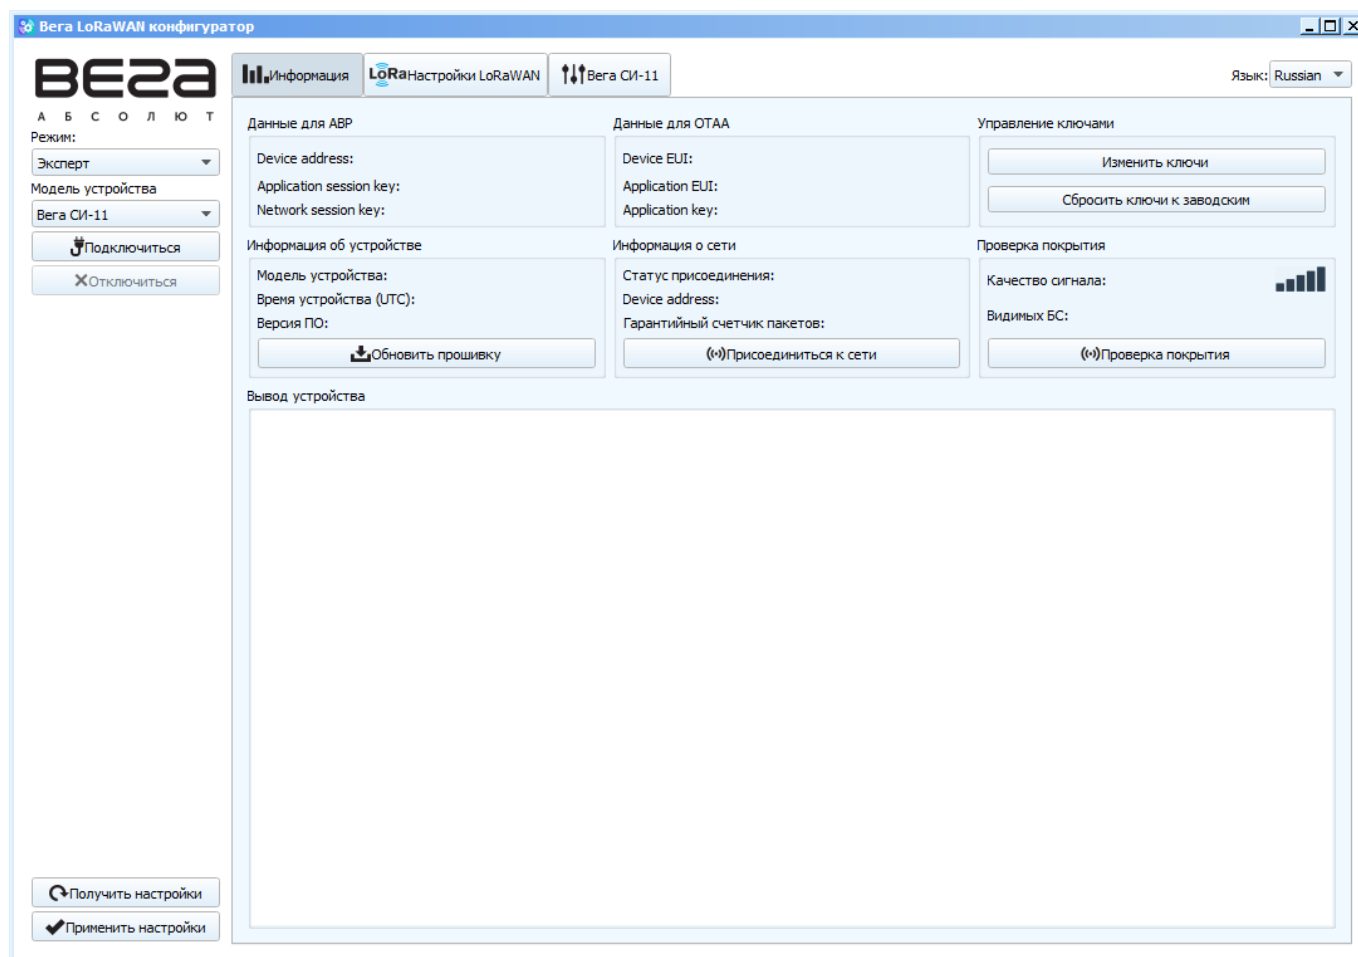 Вега LoRaWAN конфигуратор
ВЕГА
АБСОЛЮТ
Режим:
Эксперт
Модель устройства
Вега СИ-11
Подключиться
Отключиться
Информация
LoRa Настройки LoRaWAN
Вега СИ-11
Язык: Russian
Данные для ABP
Device address:
Application session key:
Network session key:
Данные для OTAA
Device EUI:
Application EUI:
Application key:
Управление ключами
Изменить ключи
Сбросить ключи к заводским
Информация об устройстве
Модель устройства:
Время устройства (UTC):
Версия ПО:
Обновить прошивку
Информация о сети
Статус присоединения:
Device address:
Гарантийный счетчик пакетов:
Присоединиться к сети
Проверка покрытия
Качество сигнала:
Видимых БС:
Проверка покрытия
Вывод устройства
Получить настройки
Применить настройки